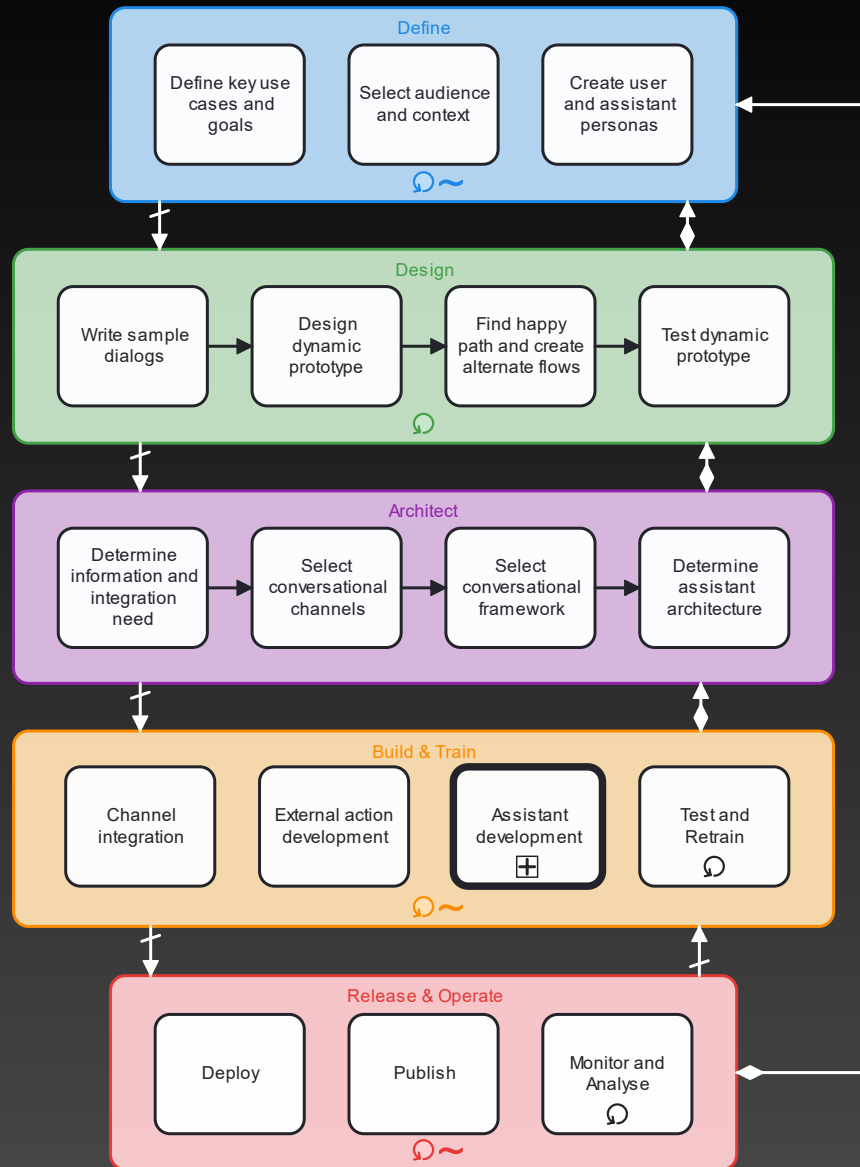 Define
Define key use
cases and
goals
Select audience
and context
Create user
and assistant
personas
Design
Write sample
dialogs
Design
dynamic
prototype
Find happy
path and create
alternate flows
Test dynamic
prototype
Architect
Determine
information and
integration
need
Select
conversational
channels
Select
conversational
framework
Determine
assistant
architecture
Build & Train
Channel
integration
External action
development
Assistant
development
Test and
Retrain
Release & Operate
Deploy
Publish
Monitor and
Analyse